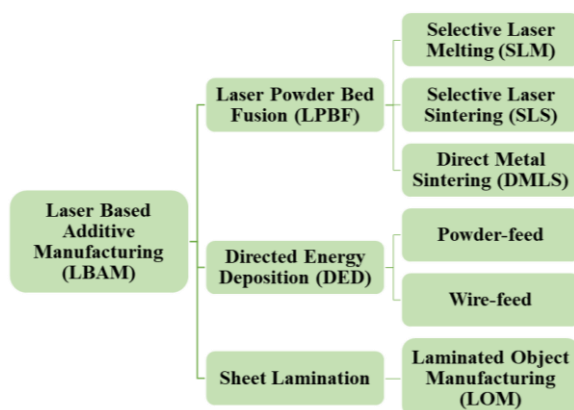 Laser Based
Additive
Manufacturing
(LBAM)
Laser Powder Bed
Fusion (LPBF)
Selective Laser
Melting (SLM)
Selective Laser
Sintering (SLS)
Direct Metal
Sintering (DMLS)
Directed Energy
Deposition (DED)
Powder-feed
Wire-feed
Sheet Lamination
Laminated Object
Manufacturing
(LOM)